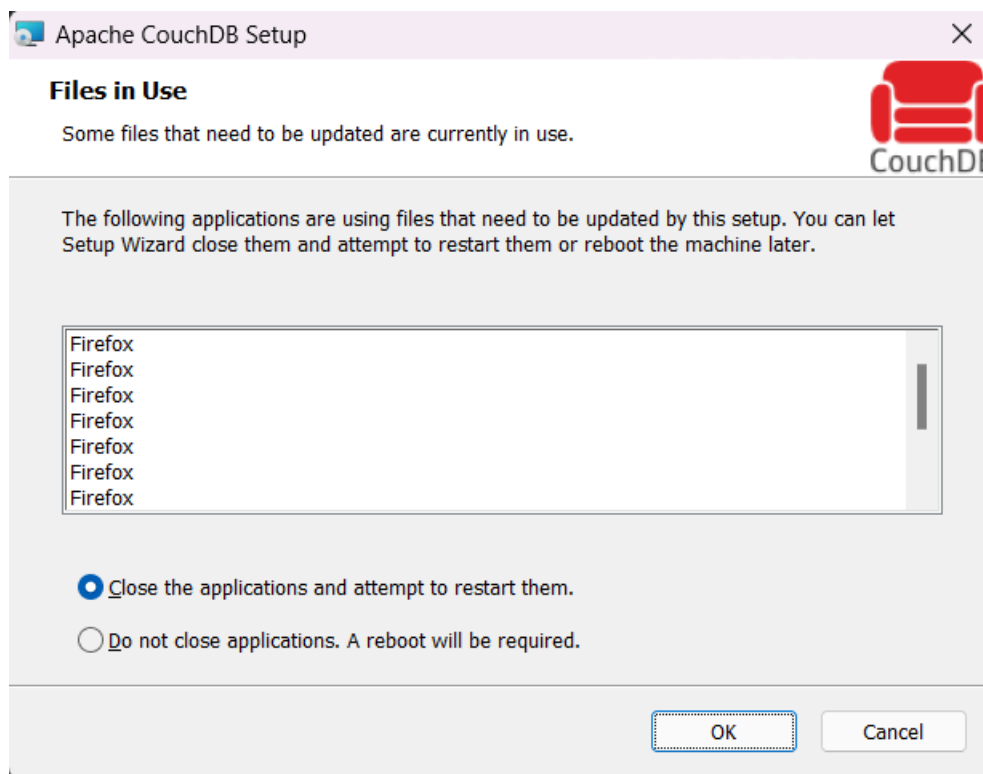 Apache CouchDB Setup
Files in Use
Some files that need to be updated are currently in use.
CouchDB
The following applications are using files that need to be updated by this setup. You can let
Setup Wizard close them and attempt to restart them or reboot the machine later.
Firefox
Firefox
Firefox
Firefox
Firefox
Firefox
Firefox
Close the applications and attempt to restart them.
Do not close applications. A reboot will be required.
OK Cancel